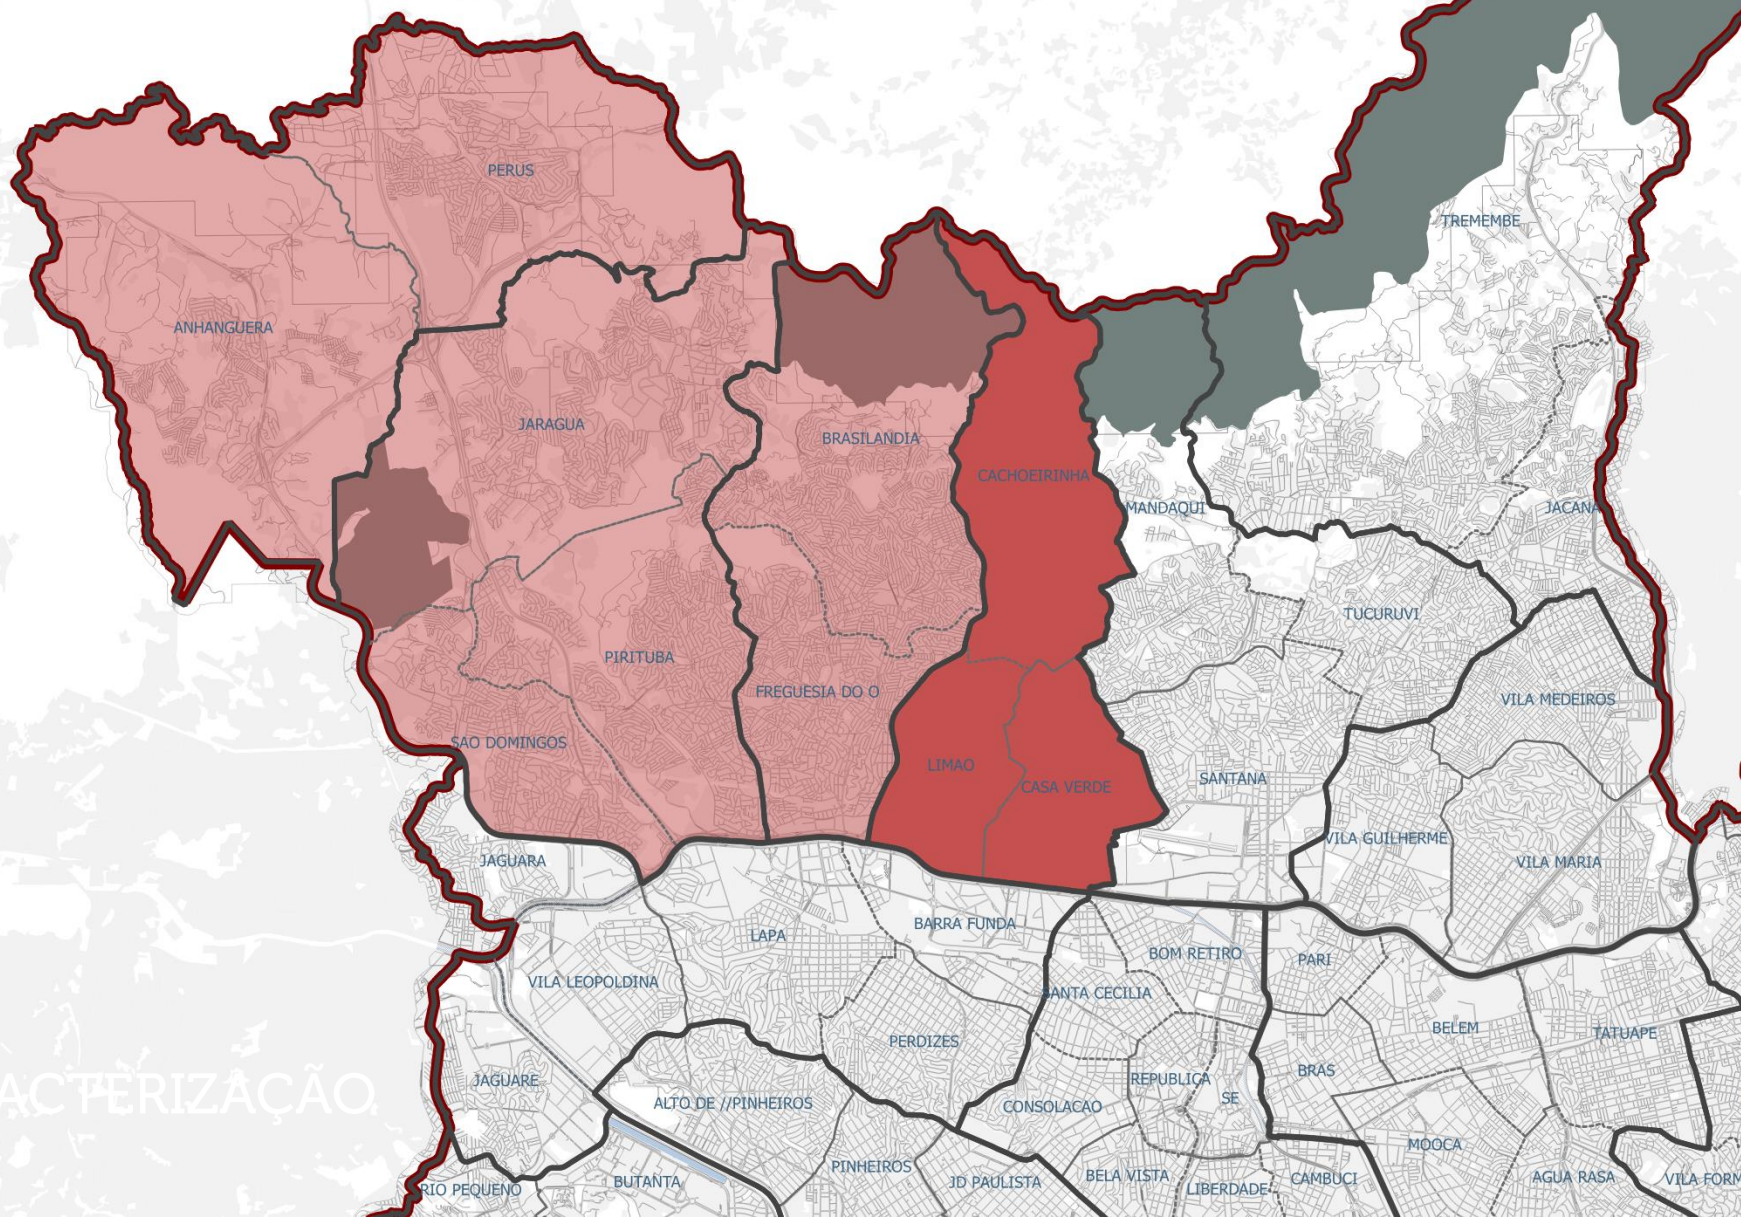 PERUS
TREMEMBE
ANHANGUERA
JARAGUA
BRASILANDIA
CACHOEIRINHA
MANDAQUI
JACANA
TUCURUVI
PIRITUBA
FREGUESIA DO O
VILA MEDEIROS
SAO DOMINGOS
LIMAO
CASA VERDE
SANTANA
VILA GUILHERME
JAGUARA
VILA MARIA
LAPA
BARRA FUNDA
BOM RETIRO
PARI
VILA LEOPOLDINA
SANTA CECILIA
BELEM
TATUAPE
PERDIZES
BRAS
JAGUARE
REPUBLICA
ACTERIZAÇÃO
SE
ALTO DE //PINHEIROS
CONSOLACAO
MOOCA
PINHEIROS
BELA VISTA
AGUA RASA
CAMBUCI
VILA FORM
BUTANTA
JD PAULISTA
RIO PEQUENO
LIBERDADE